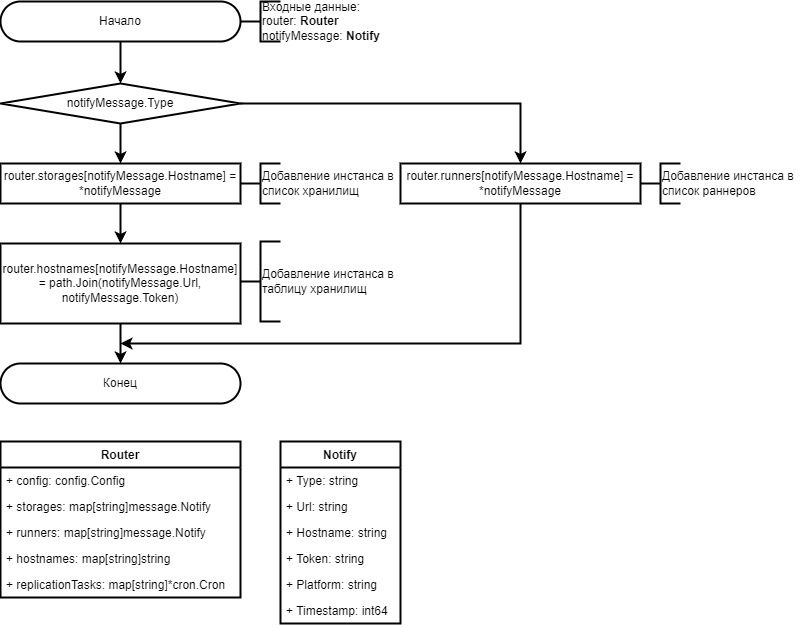 Начало
Входные данные:
router: Router
notifyMessage: Notify
notifyMessage.Type
router.storages[notifyMessage.Hostname] =
*notifyMessage
Добавление инстанса в
список хранилищ
router.runners[notifyMessage.Hostname] =
*notifyMessage
Добавление инстанса в
список раннеров
router.hostnames[notifyMessage.Hostname]
= path.Join(notifyMessage.Url,
notifyMessage.Token)
Добавление инстанса в
таблицу хранилищ
Конец
Router
+ config: config.Config
+ storages: map[string]message.Notify
+ runners: map[string]message.Notify
+ hostnames: map[string]string
+ replicationTasks: map[string]*cron.Cron
Notify
+ Type: string
+ Url: string
+ Hostname: string
+ Token: string
+ Platform: string
+ Timestamp: int64